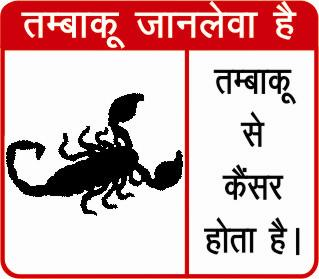 तम्बाकू जानलेवा है
तम्बाकू
से
कैंसर
होता है।